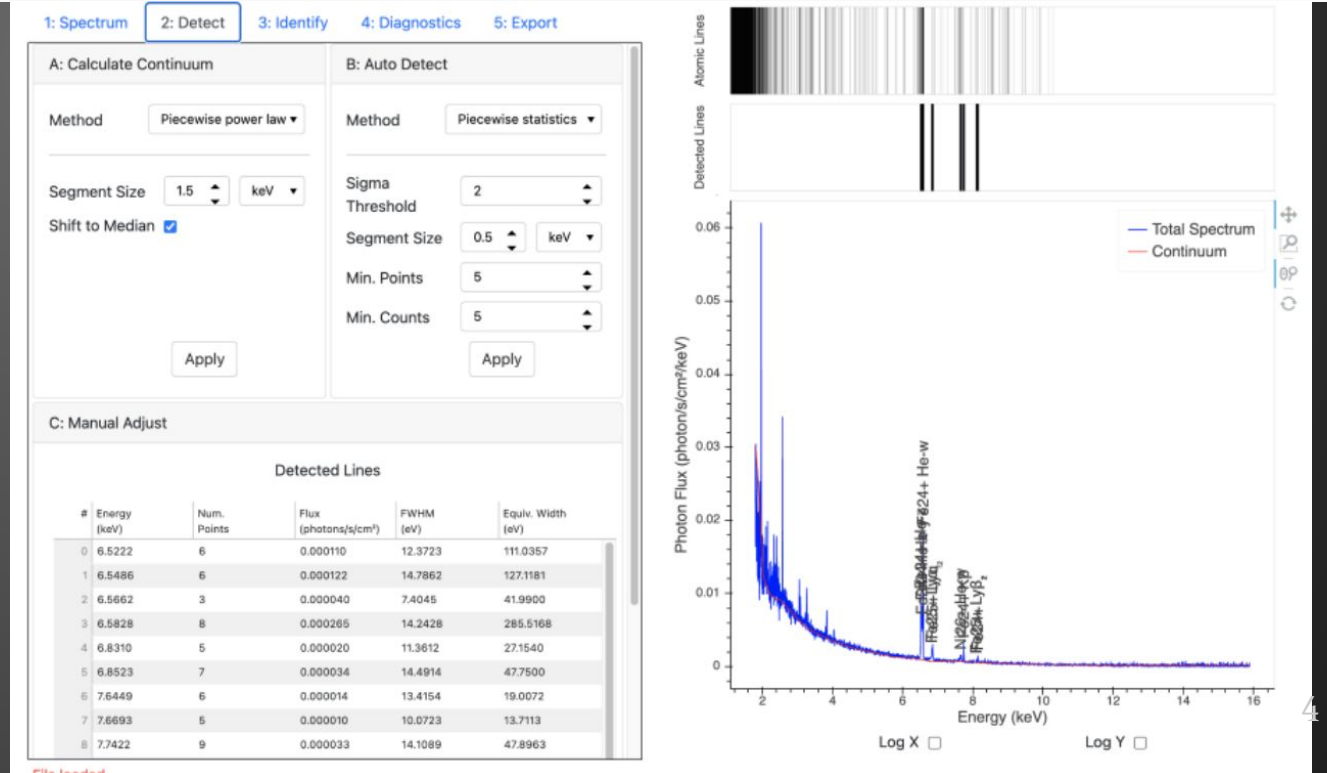 1: Spectrum 2: Detect 3: Identify 4: Diagnostics 5: Export
A: Calculate Continuum
Method Piecewise power law
Segment Size 1.5 keV
Shift to Median
Apply
B: Auto Detect
Method Piecewise statistics
Sigma Threshold 2
Segment Size 0.5 keV
Min. Points 5
Min. Counts 5
Apply
C: Manual Adjust
Detected Lines
# Energy (keV) Num. Points Flux (photons/s/cm²) FWHM (eV) Equiv. Width (eV)
0 6.5222 6 0.000110 12.3723 111.0357
1 6.5486 6 0.000122 14.7862 127.1181
2 6.5662 3 0.000040 7.4045 41.9900
3 6.5828 8 0.000265 14.2428 285.5168
4 6.8310 5 0.000020 11.3612 27.1540
5 6.8523 7 0.000034 14.4914 47.7500
6 7.6449 6 0.000014 13.4154 19.0072
7 7.6693 5 0.000010 10.0723 13.7113
8 7.7422 9 0.000033 14.1089 47.8963
File loaded
Atomic Lines
Detected Lines
Total Spectrum
Continuum
Photon Flux (photon/s/cm²/keV)
0.06
0.05
0.04
0.03
0.02
0.01
0
He-w
2 4 6 8 10 12 14 16
Energy (keV)
Log X Log Y
4